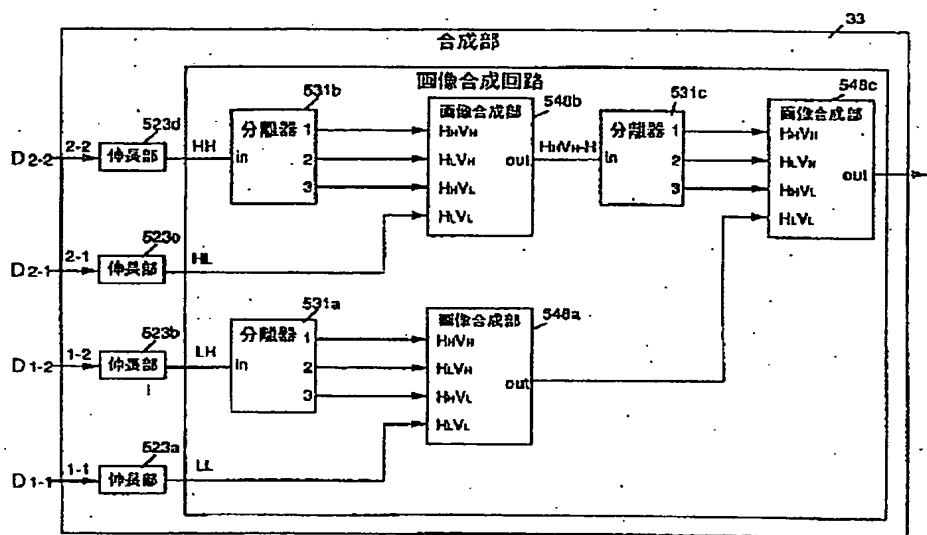 33
合成部
画像合成回路
523d
531b
548b
531c
548c
D2-2
2-2
伸長部
HH
分離器
in
1
2
3
画像合成部
HHVH
HLVH
HHVL
HLVL
out
HHVH-H
分離器
in
1
2
3
画像合成部
HHVH
HLVH
HHVL
HLVL
out
523c
D2-1
2-1
伸長部
HL
523b
D1-2
1-2
伸長部
LH
531a
分離器
in
1
2
3
548a
画像合成部
HHVH
HLVH
HHVL
HLVL
out
523a
D1-1
1-1
伸長部
LL